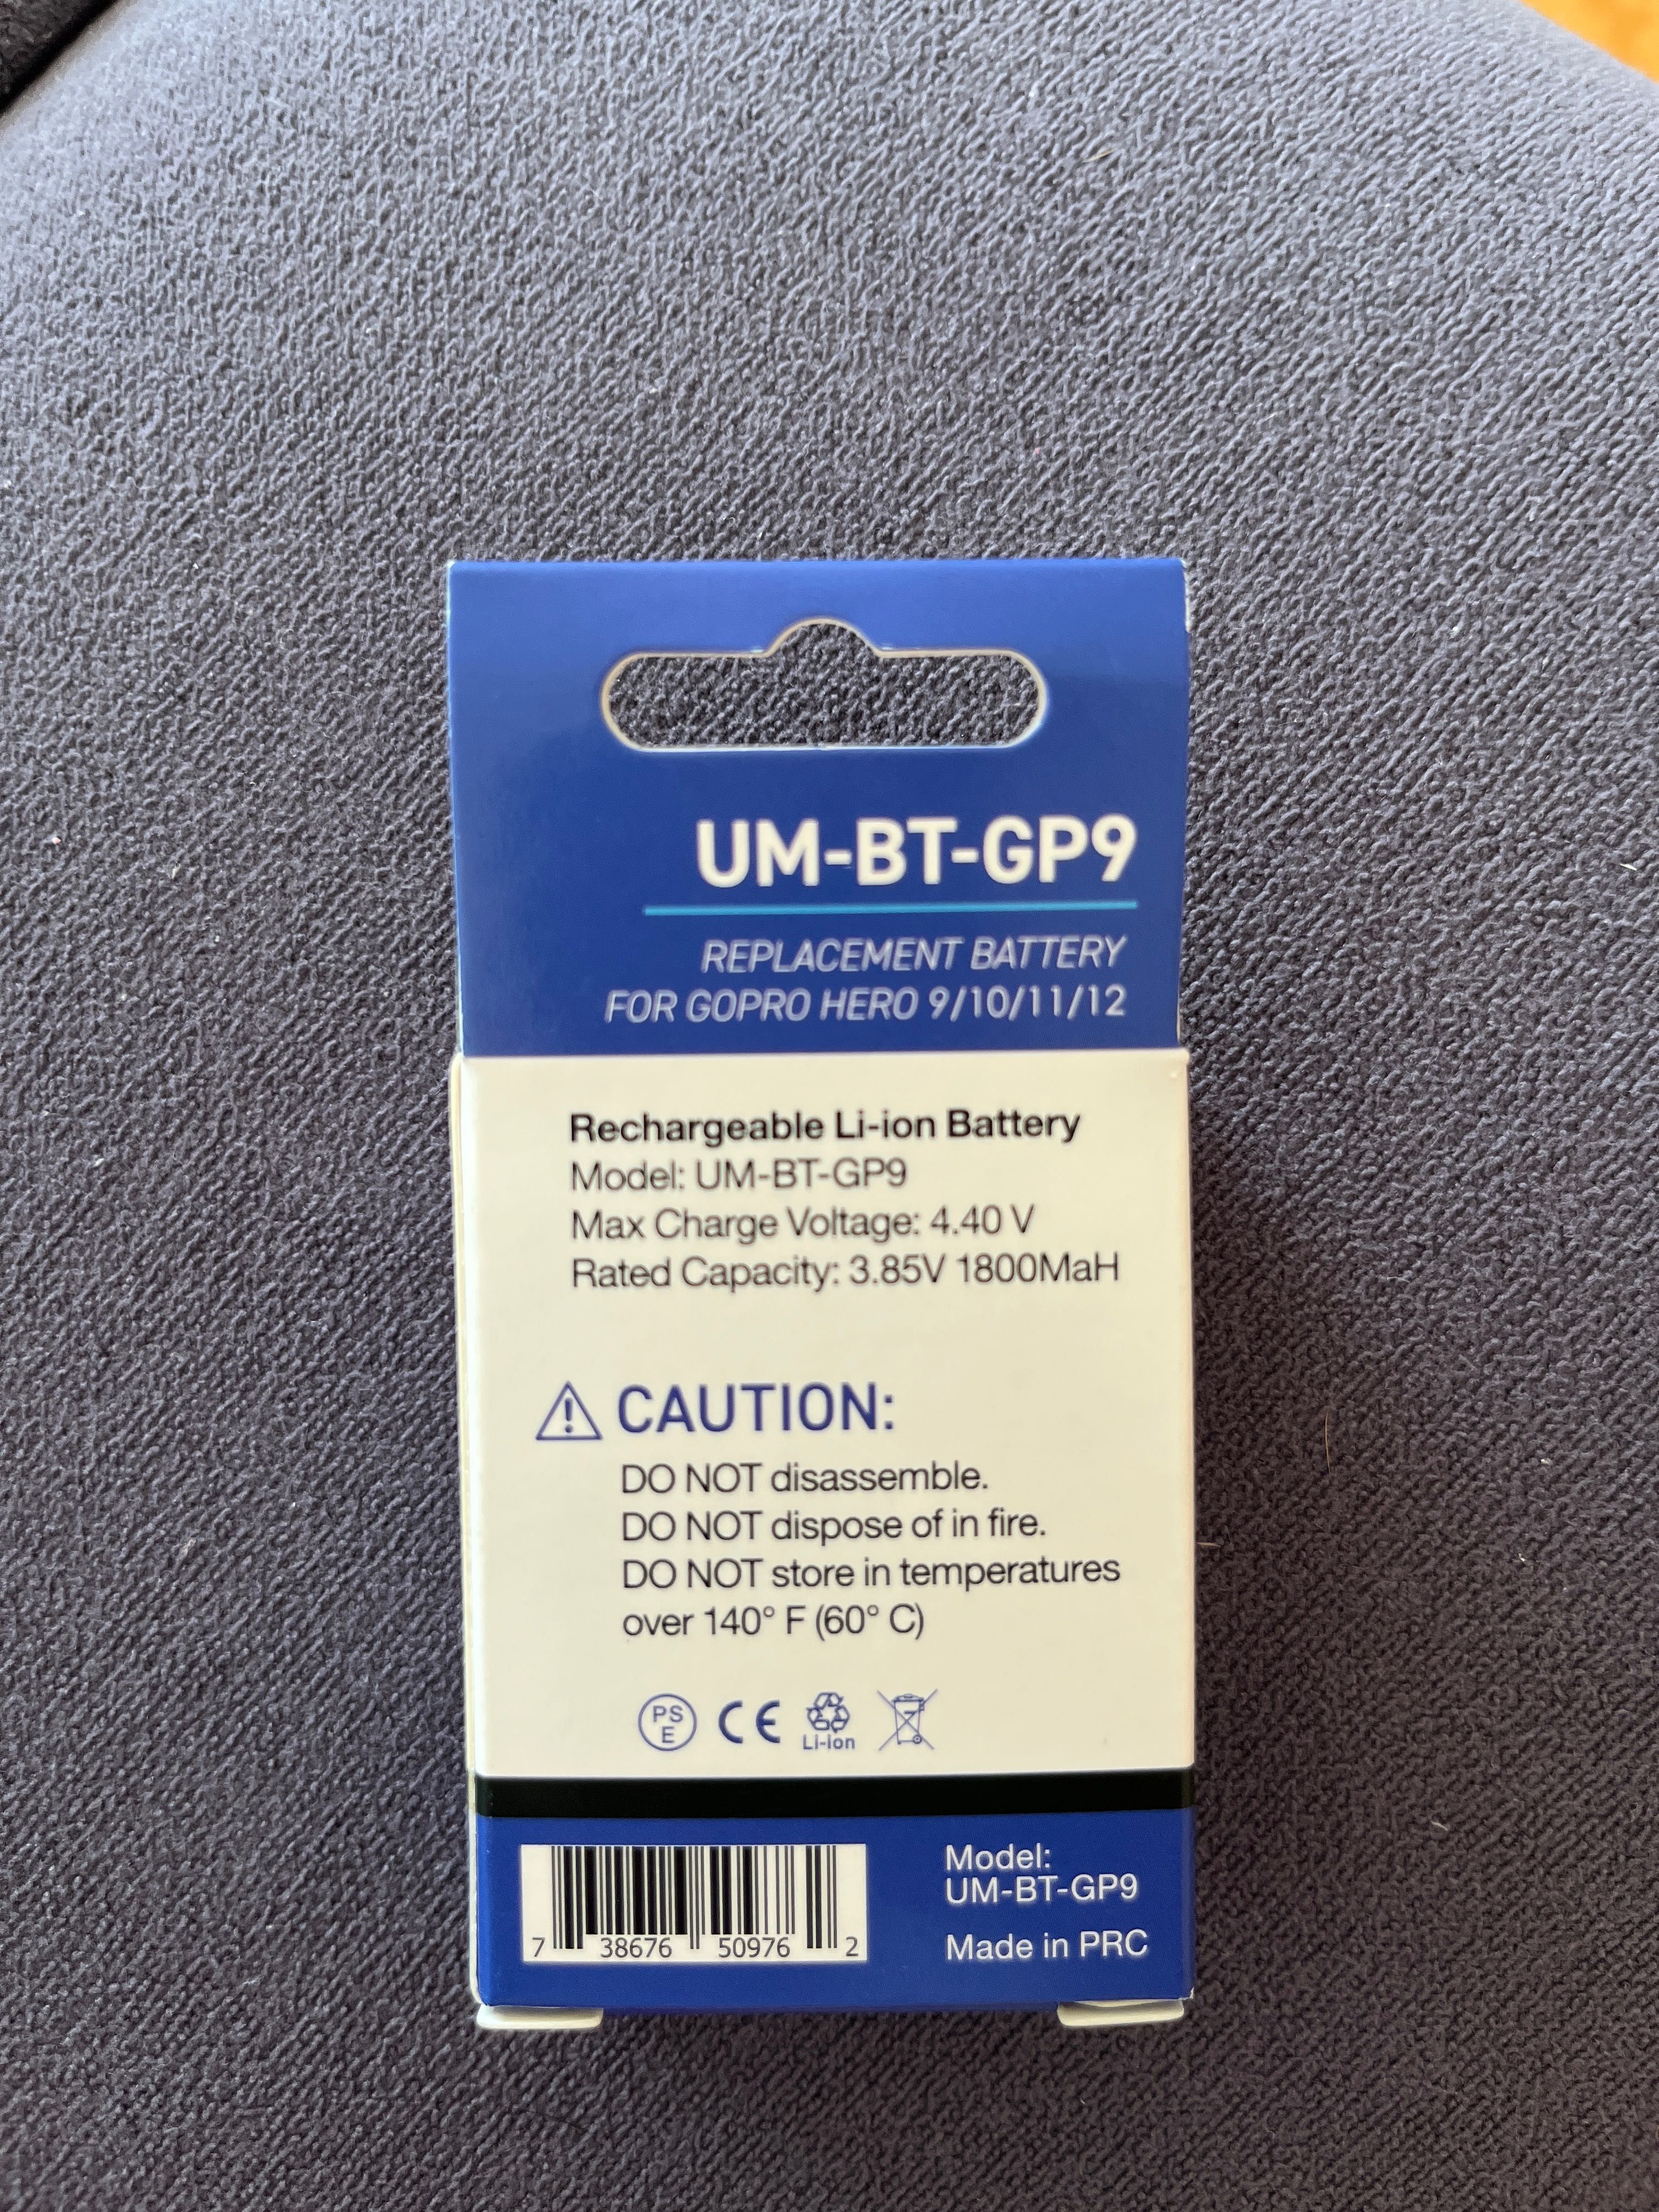 UM-BT-GP9
REPLACEMENT BATTERY
FOR GOPRO HERO 9/10/11/12
Rechargeable Li-ion Battery
Model: UM-BT-GP9
Max Charge Voltage: 4.40 V
Rated Capacity: 3.85V 1800MaH
CAUTION:
DO NOT disassemble.
DO NOT dispose of in fire.
DO NOT store in temperatures
over 140° F (60° C)
PS
E
CE
Li-ion
7 38676 50976 2
Model:
UM-BT-GP9
Made in PRC